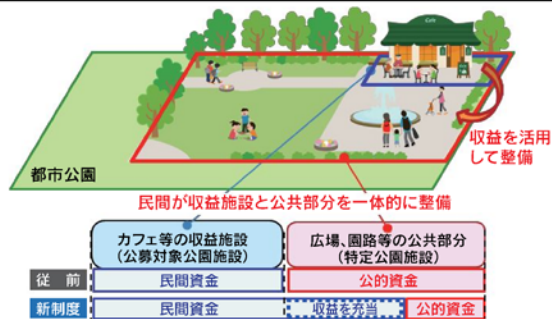 Cafe
収益を活用
して整備
都市公園
民間が収益施設と公共部分を一体的に整備
カフェ等の収益施設
(公募対象公園施設)
広場、園路等の公共部分
(特定公園施設)
従前
民間資金
公的資金
新制度
民間資金
収益を充当
公的資金